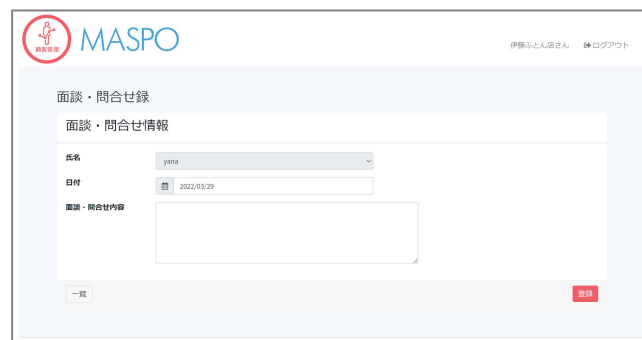 顧客管理
MASPO
伊藤ふとん店さん ログアウト
面談・問合せ録
面談・問合せ情報
氏名
yana
日付
2022/03/29
面談・問合せ内容
一覧
登録